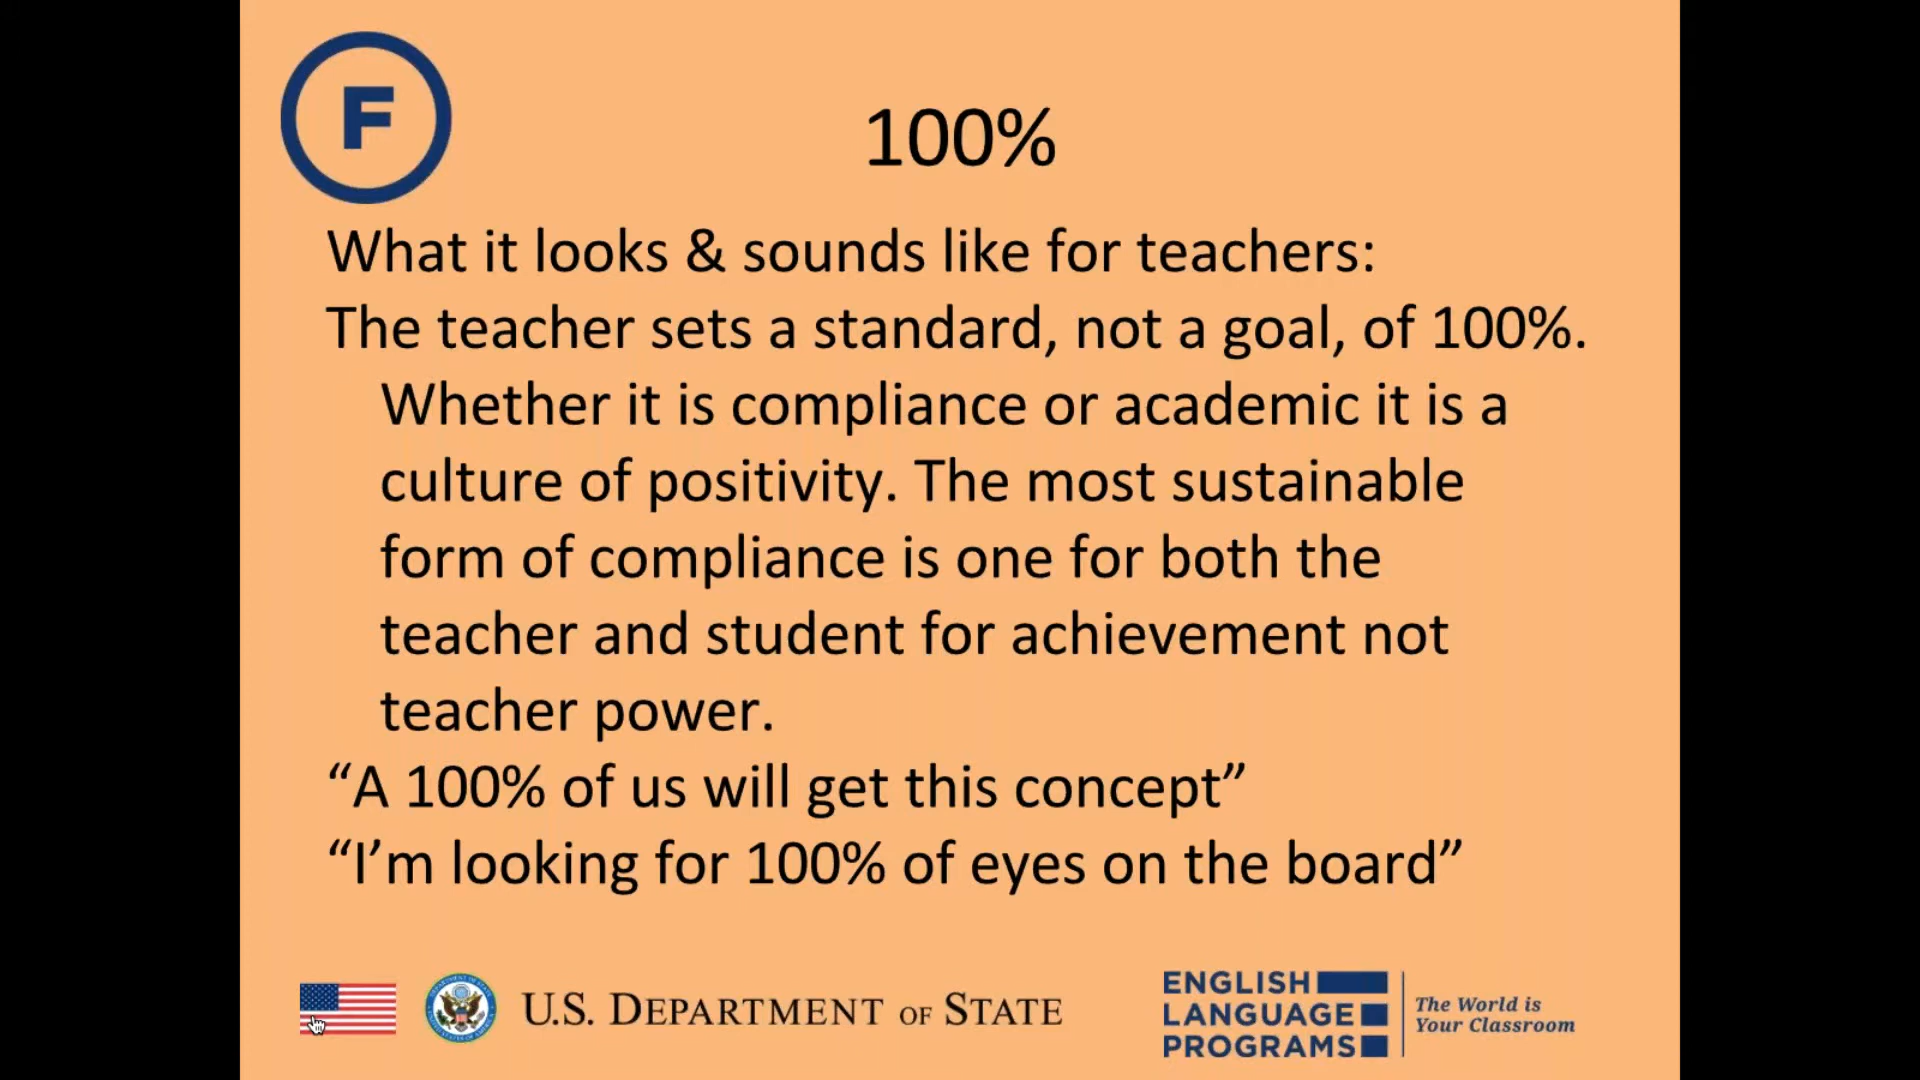 F
100%
What it looks & sounds like for teachers:
The teacher sets a standard, not a goal, of 100%.
Whether it is compliance or academic it is a
culture of positivity. The most sustainable
form of compliance is one for both the
teacher and student for achievement not
teacher power.
“A 100% of us will get this concept”
“I’m looking for 100% of eyes on the board”
U.S. DEPARTMENT OF STATE
ENGLISH
LANGUAGE
PROGRAMS
The World is
Your Classroom